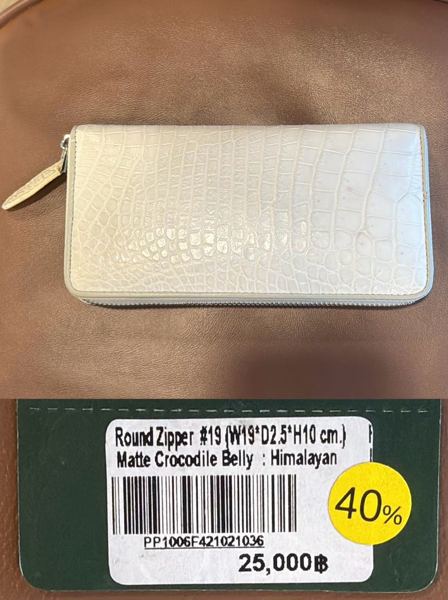 Round Zipper #19 (W19*D2.5*H10 cm.)
Matte Crocodile Belly : Himalayan
40%
PP1006F421021036
25,000฿